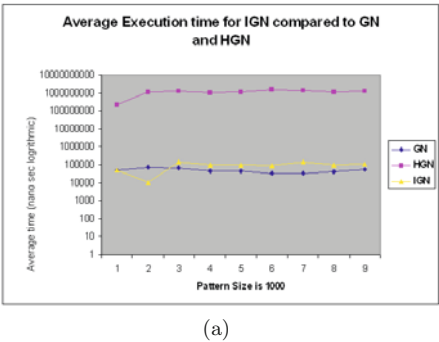 Average Execution time for IGN compared to GN
and HGN
Average time (nano sec logrithmic)
10000000000
1000000000
100000000
10000000
1000000
100000
10000
1000
100
10
1
1 2 3 4 5 6 7 8 9
Pattern Size is 1000
GN
HGN
IGN
(a)